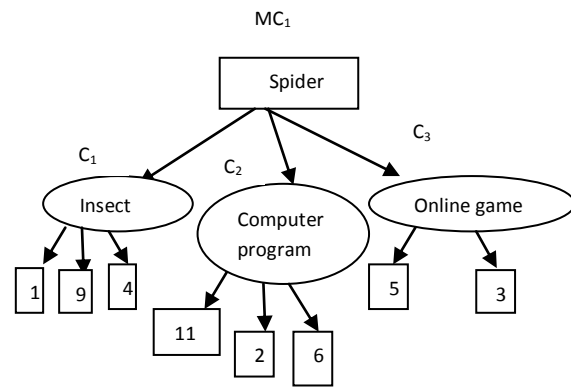 MC₁
Spider
C₁
C₂
C₃
Insect
Computer
program
Online game
1
9
4
11
2
6
5
3